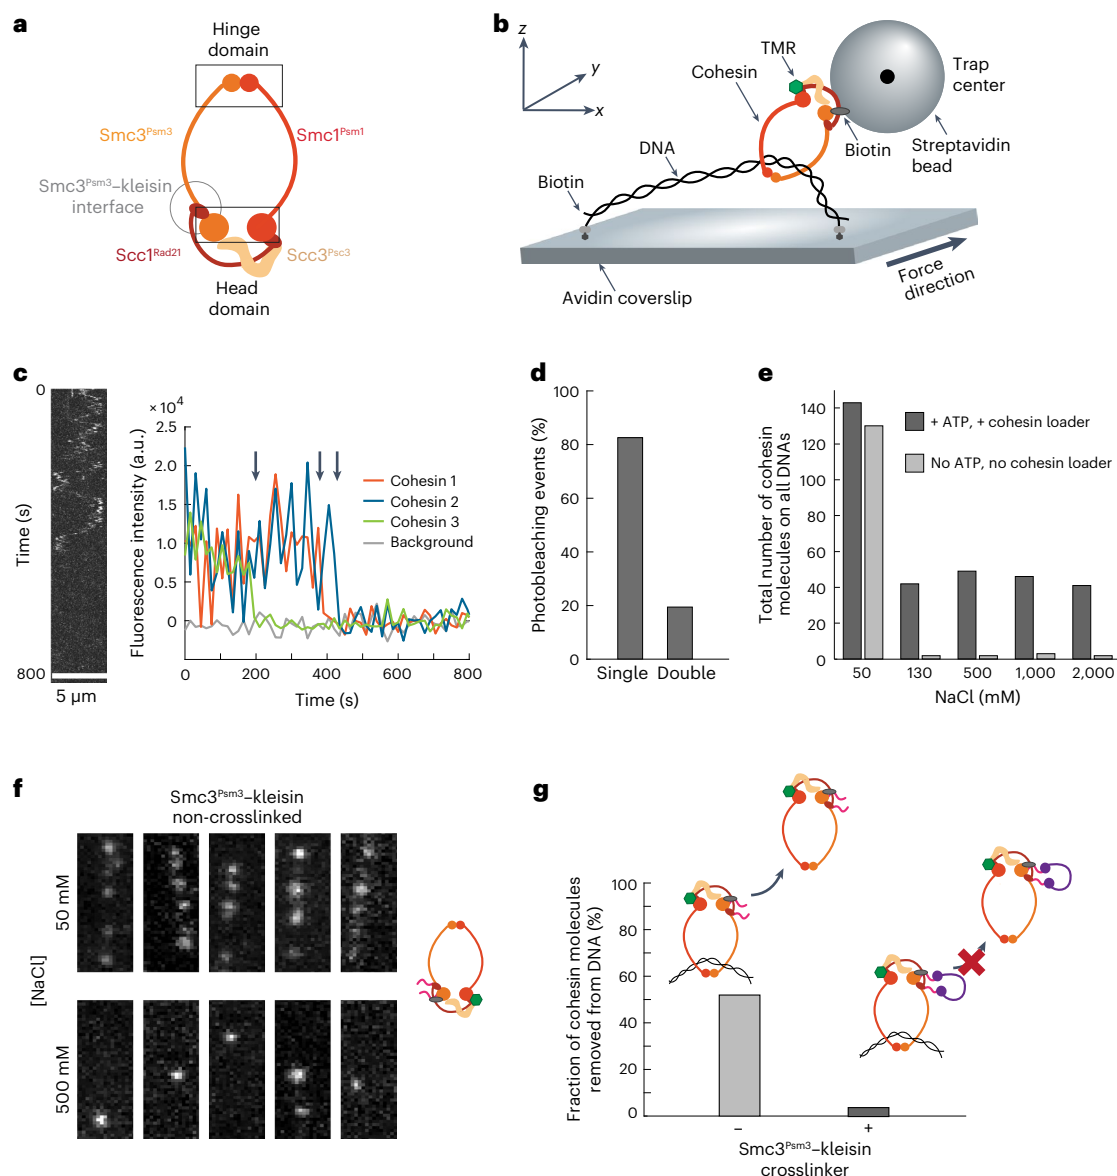 a
Hinge
domain
Smc3Psm3
Smc1Psm1
Smc3Psm3–kleisin
interface
Scc1Rad21
Scc3Psc3
Head
domain
b
z
y
x
TMR
Cohesin
Trap
center
DNA
Biotin
Streptavidin
bead
Biotin
Avidin coverslip
Force
direction
c
0
Time (s)
800
5 µm
× 10⁴
Fluorescence intensity (a.u.)
2.5
2.0
1.5
1.0
0.5
0
Cohesin 1
Cohesin 2
Cohesin 3
Background
0
200
400
600
800
Time (s)
d
Photobleaching events (%)
100
80
60
40
20
0
Single
Double
e
Total number of cohesin
molecules on all DNAs
140
120
100
80
60
40
20
0
+ ATP, + cohesin loader
No ATP, no cohesin loader
50
130
500
1,000
2,000
NaCl (mM)
f
Smc3Psm3–kleisin
non-crosslinked
[NaCl]
50 mM
500 mM
g
Fraction of cohesin molecules
removed from DNA (%)
100
80
60
40
20
0
–
+
Smc3Psm3–kleisin
crosslinker